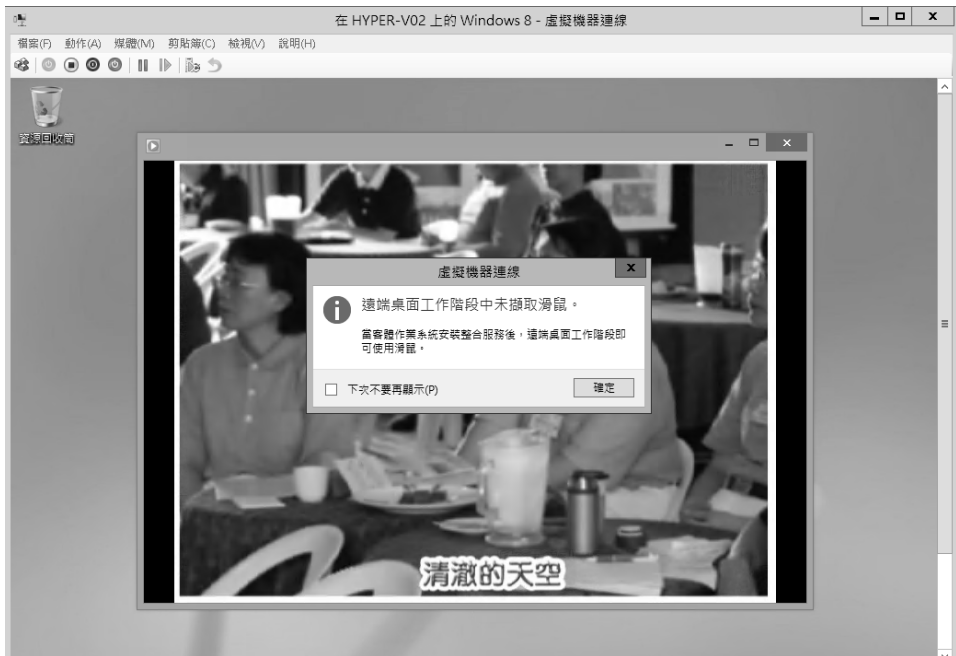 在 HYPER-V02 上的 Windows 8 - 虛擬機器連線
檔案(F) 動作(A) 媒體(M) 剪貼簿(C) 檢視(V) 說明(H)
資源回收筒
虛擬機器連線
遠端桌面工作階段中未擷取滑鼠。
當客體作業系統安裝整合服務後，遠端桌面工作階段即
可使用滑鼠。
下次不要再顯示(P)
確定
清澈的天空